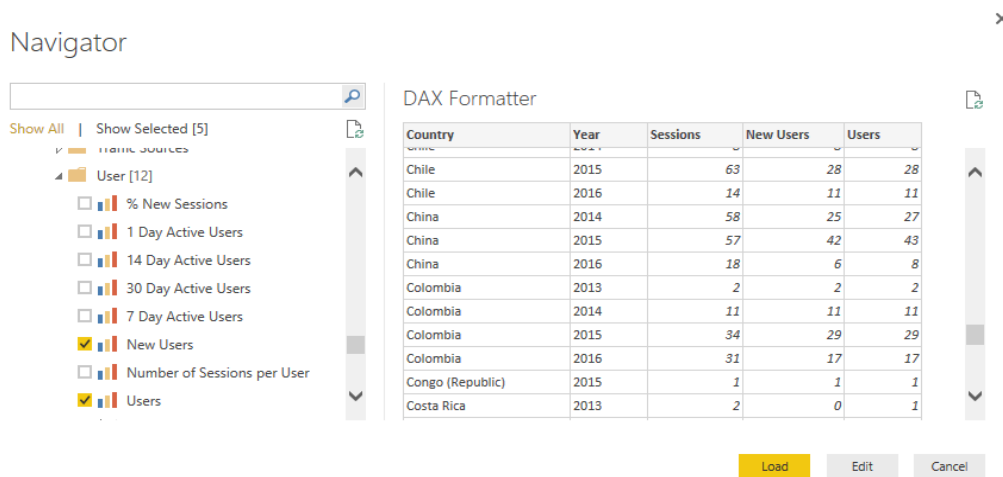 Navigator
Show All | Show Selected [5]
Traffic Sources
User [12]
% New Sessions
1 Day Active Users
14 Day Active Users
30 Day Active Users
7 Day Active Users
New Users
Number of Sessions per User
Users
DAX Formatter
Country Year Sessions New Users Users
Chile 2015 63 28 28
Chile 2016 14 11 11
China 2014 58 25 27
China 2015 57 42 43
China 2016 18 6 8
Colombia 2013 2 2 2
Colombia 2014 11 11 11
Colombia 2015 34 29 29
Colombia 2016 31 17 17
Congo (Republic) 2015 1 1 1
Costa Rica 2013 2 0 1
Load Edit Cancel